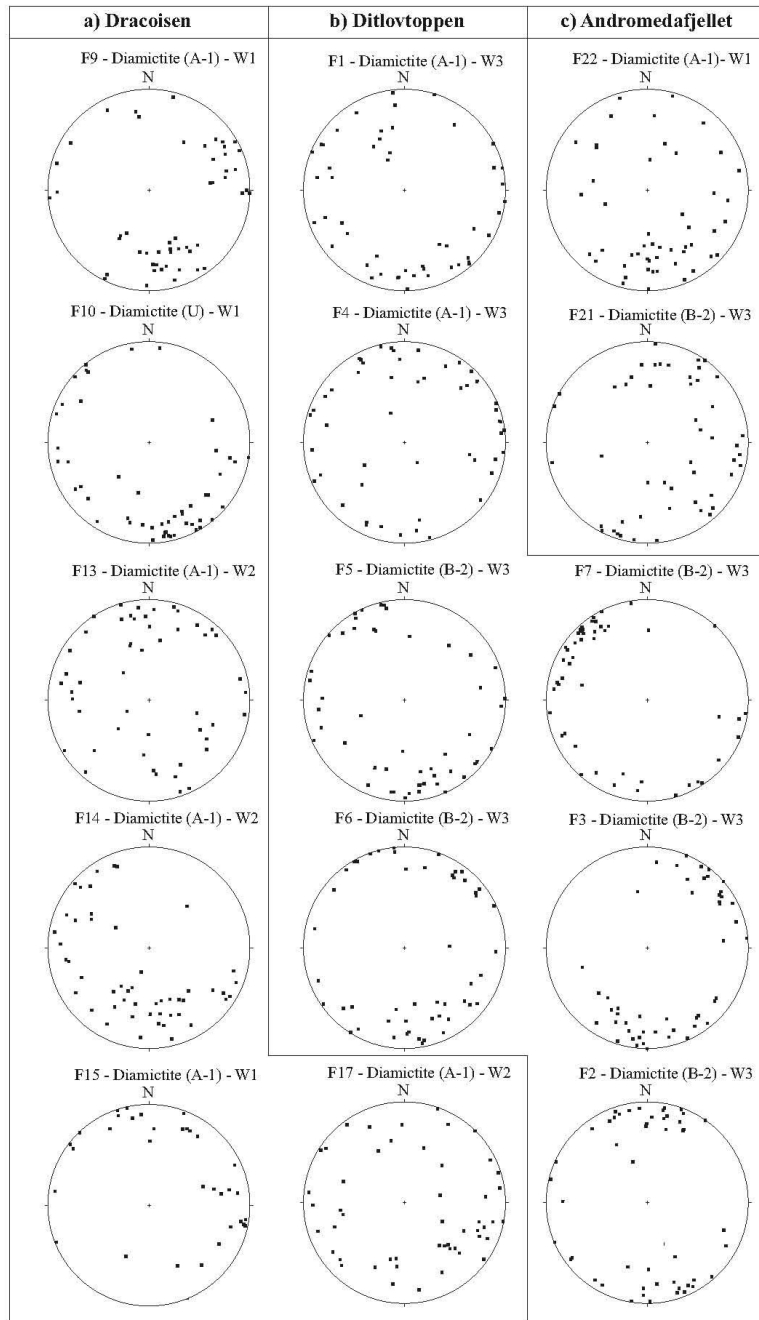 a) Dracoisen
b) Ditlovtoppen
c) Andromedafjellet
F9 - Diamictite (A-1) - W1
N
F1 - Diamictite (A-1) - W3
N
F22 - Diamictite (A-1)- W1
N
F10 - Diamictite (U) - W1
N
F4 - Diamictite (A-1) - W3
N
F21 - Diamictite (B-2) - W3
N
F13 - Diamictite (A-1) - W2
N
F5 - Diamictite (B-2) - W3
N
F7 - Diamictite (B-2) - W3
N
F14 - Diamictite (A-1) - W2
N
F6 - Diamictite (B-2) - W3
N
F3 - Diamictite (B-2) - W3
N
F15 - Diamictite (A-1) - W1
N
F17 - Diamictite (A-1) - W2
N
F2 - Diamictite (B-2) - W3
N